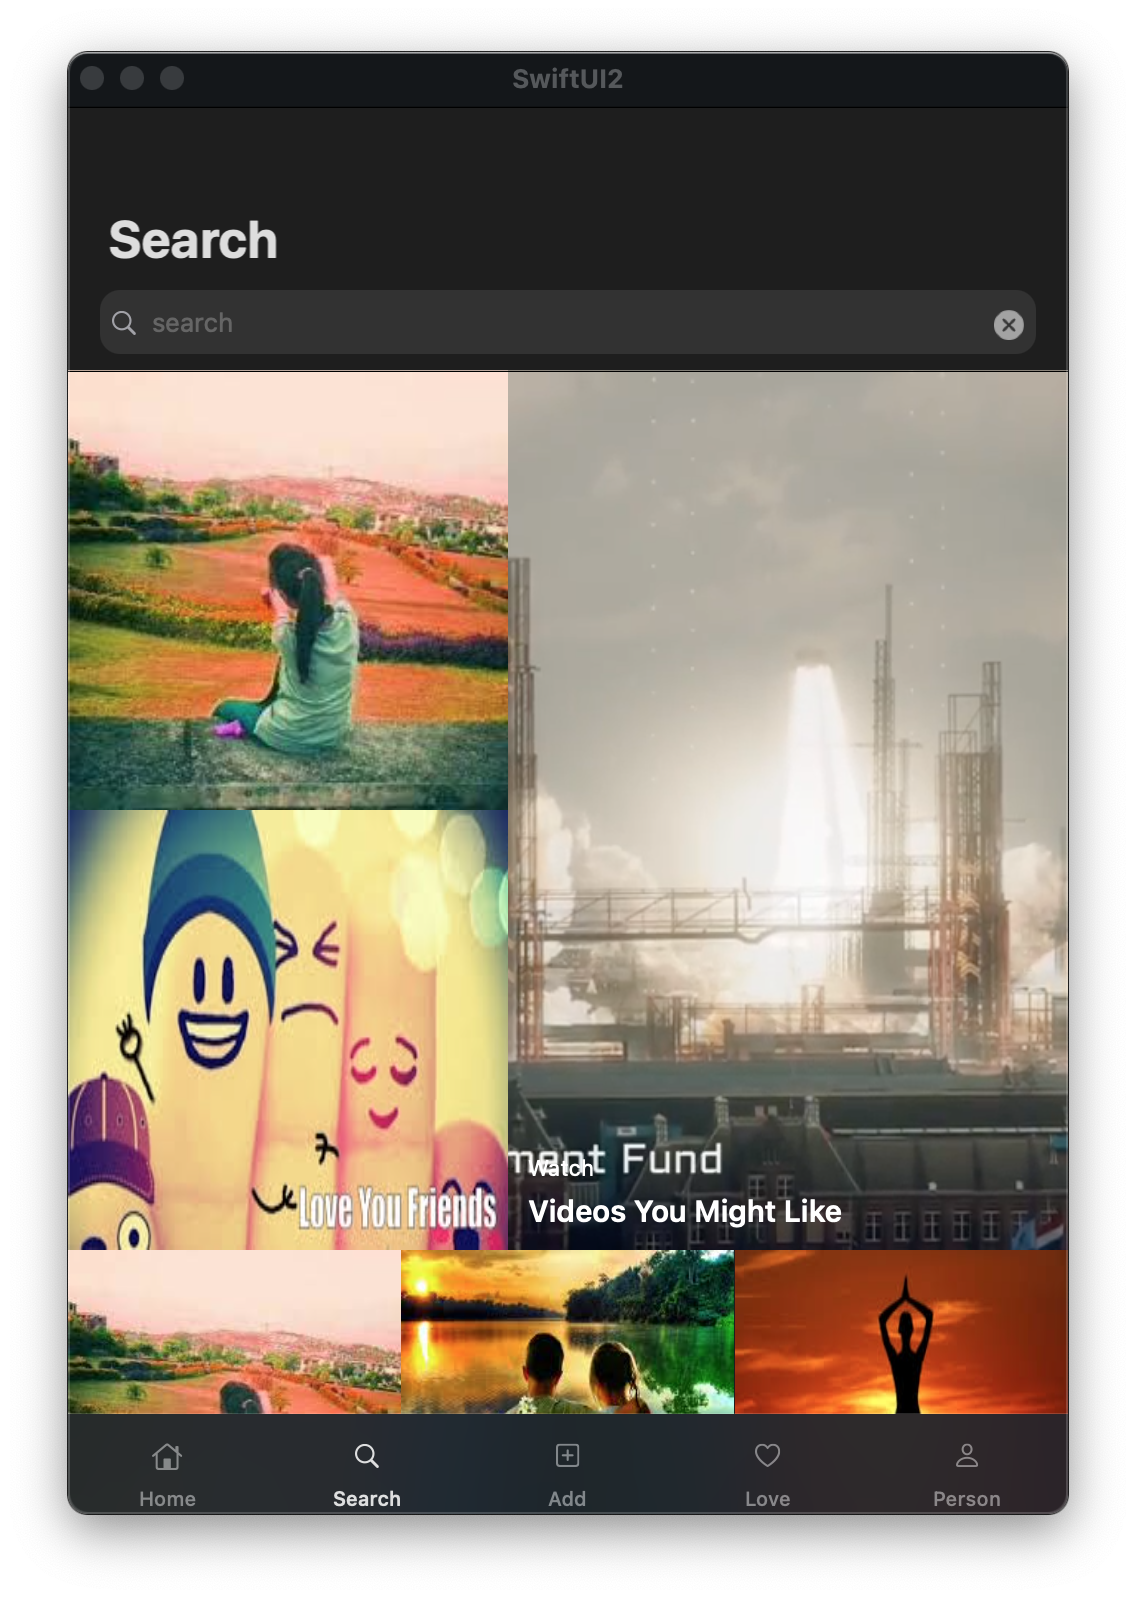 SwiftUI2
Search
search
Love You Friends
ment Fund
Watch
Videos You Might Like
Home
Search
Add
Love
Person